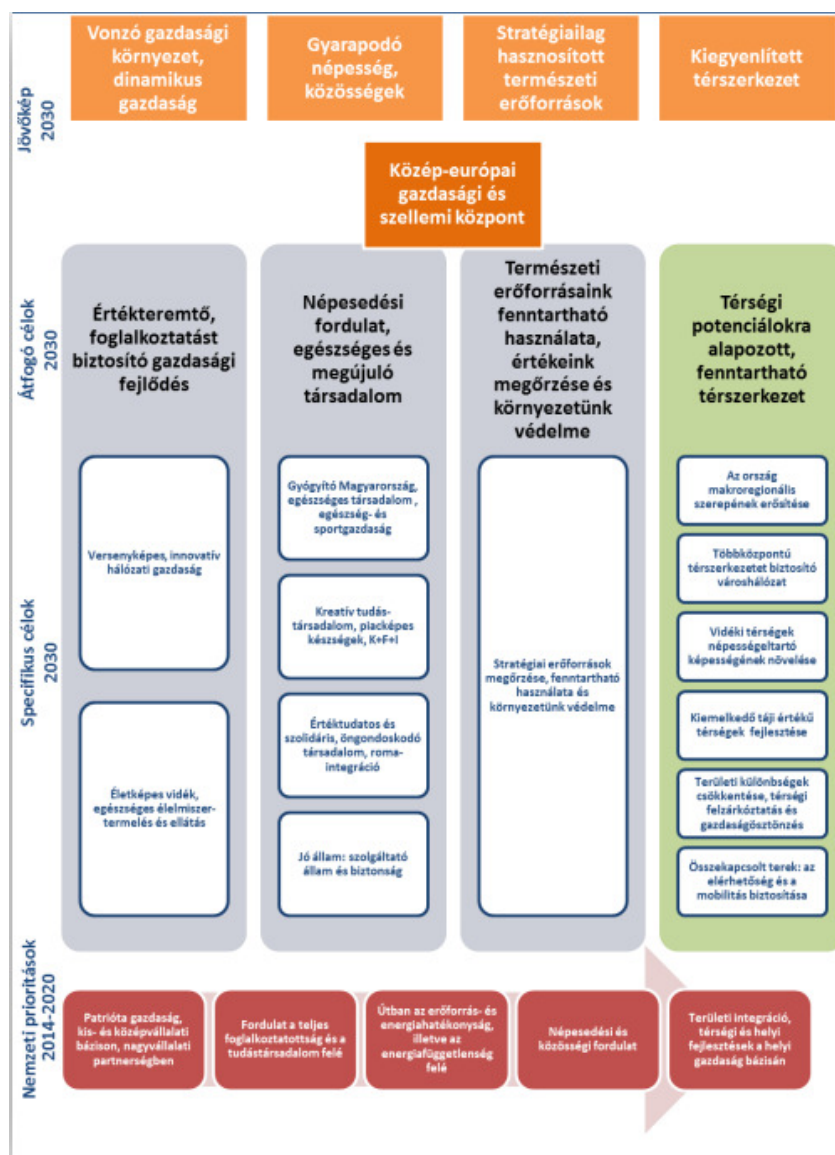 Jövőkép
2030
Vonzó gazdasági
környezet,
dinamikus
gazdaság
Gyarapodó
népesség,
közösségek
Stratégiailag
hasznosított
természeti
erőforrások
Kiegyenlített
térszerkezet
Közép-európai
gazdasági és
szellemi központ
Átfogó célok
2030
Értékteremtő,
foglalkoztatást
biztosító gazdasági
fejlődés
Népesedési
fordulat,
egészséges és
megújuló
társadalom
Természeti
erőforrásaink
fenntartható
használata,
értékeink
megőrzése és
környezetünk
védelme
Térségi
potenciálokra
alapozott,
fenntartható
térszerkezet
Specifikus célok
2030
Versenyképes, innovatív
hálózati gazdaság
Életképes vidék,
egészséges élelmiszer-
termelés és ellátás
Gyógyító Magyarország,
egészséges társadalom ,
egészség- és
sportgazdaság
Kreatív tudás-
társadalom, piacképes
készségek, K+F+I
Értéktudatos és
szolidáris, öngondoskodó
társadalom, roma-
integráció
Jó állam: szolgáltató
állam és biztonság
Stratégiai erőforrások
megőrzése, fenntartható
használata és
környezetünk védelme
Az ország
makroregionális
szerepének erősítése
Többközpontú
térszerkezetet biztosító
városhálózat
Vidéki térségek
népességeltartó
képességének növelése
Kiemelkedő táji értékű
térségek fejlesztése
Területi különbségek
csökkentése, térségi
felzárkóztatás és
gazdaságösztönzés
Összekapcsolt terek: az
elérhetőség és a
mobilitás biztosítása
Nemzeti prioritások
2014-2020
Patrióta gazdaság,
kis- és középvállalati
bázison, nagyvállalati
partnerségben
Fordulat a teljes
foglalkoztatottság és a
tudástársadalom felé
Útban az erőforrás- és
energiahatékonyság,
illetve az
energiafüggetlenség
felé
Népesedési és
közösségi fordulat
Területi integráció,
térségi és helyi
fejlesztések a helyi
gazdaság bázisán